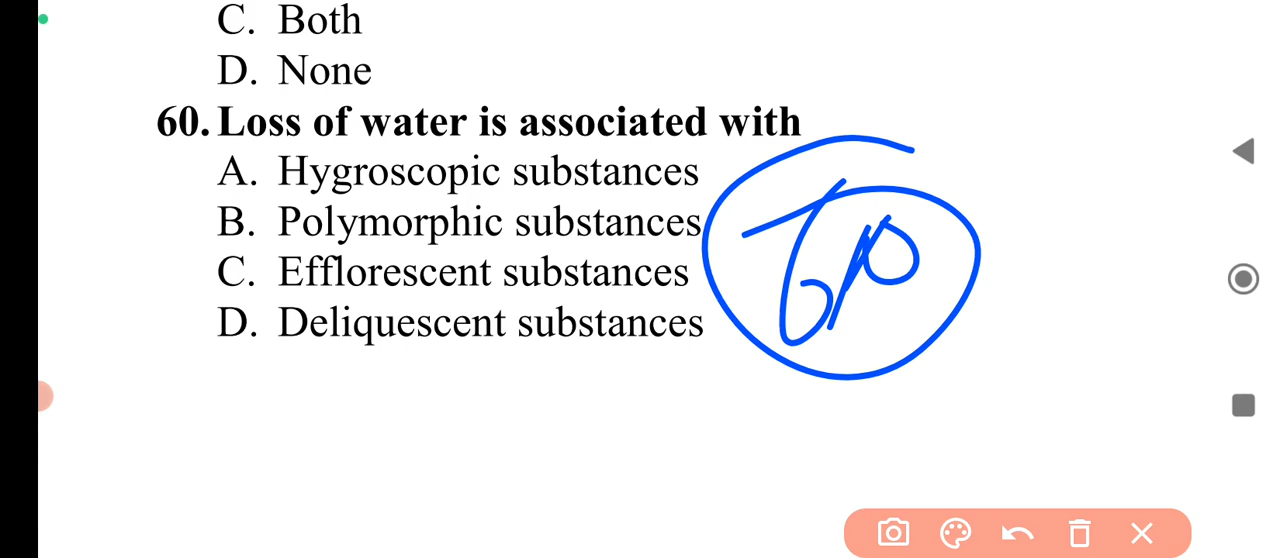 C. Both
D. None
60. Loss of water is associated with
A. Hygroscopic substances
B. Polymorphic substances
C. Efflorescent substances
D. Deliquescent substances